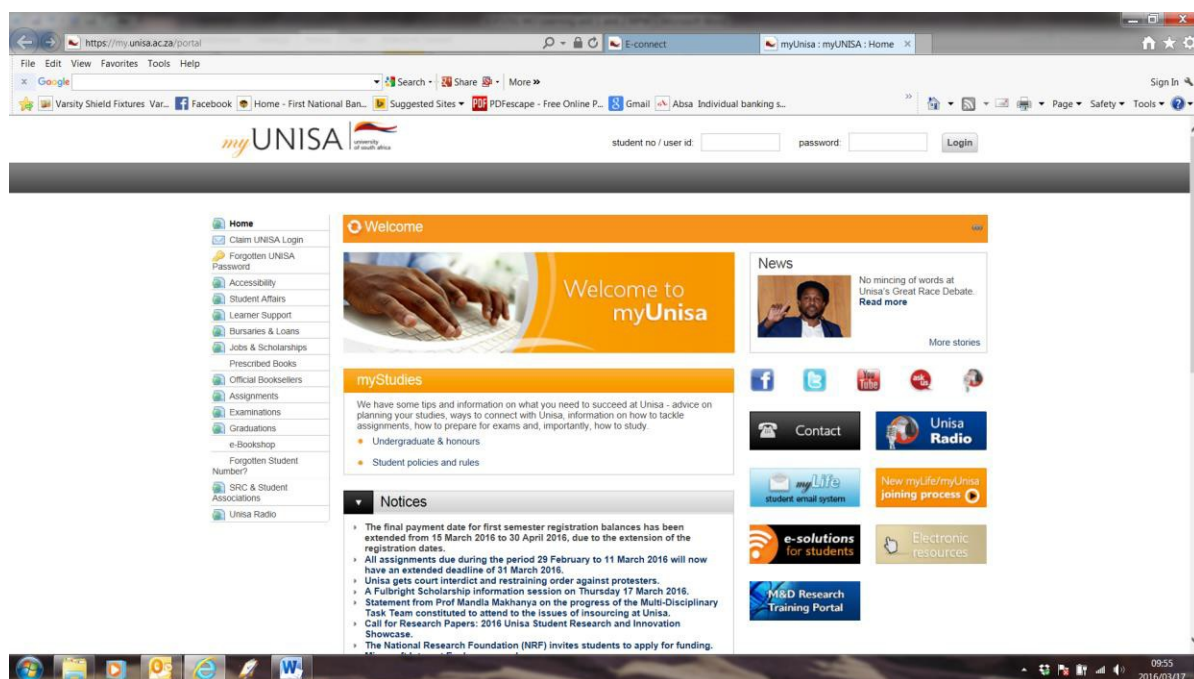 https://my.unisa.ac.za/portal
E-connect
myUnisa : myUNISA : Home
File Edit View Favorites Tools Help
x Google
Search
Share
More »
Sign In
Varsity Shield Fixtures Var...
Facebook
Home - First National Ban...
Suggested Sites
PDFescape - Free Online P...
Gmail
Absa Individual banking s...
»
Page
Safety
Tools
myUNISA
university
of south africa
student no / user id:
password:
Login
Home
Claim UNISA Login
Forgotten UNISA
Password
Accessibility
Student Affairs
Learner Support
Bursaries & Loans
Jobs & Scholarships
Prescribed Books
Official Booksellers
Assignments
Examinations
Graduations
e-Bookshop
Forgotten Student
Number?
SRC & Student
Associations
Unisa Radio
Welcome
Welcome to
myUnisa
myStudies
We have some tips and information on what you need to succeed at Unisa - advice on
planning your studies, ways to connect with Unisa, information on how to tackle
assignments, how to prepare for exams and, importantly, how to study.
Undergraduate & honours
Student policies and rules
Notices
The final payment date for first semester registration balances has been
extended from 15 March 2016 to 30 April 2016, due to the extension of the
registration dates.
All assignments due during the period 29 February to 11 March 2016 will now
have an extended deadline of 31 March 2016.
Unisa gets court interdict and restraining order against protesters.
A Fulbright Scholarship information session on Thursday 17 March 2016.
Statement from Prof Mandla Makhanya on the progress of the Multi-Disciplinary
Task Team constituted to attend to the issues of insourcing at Unisa.
Call for Research Papers: 2016 Unisa Student Research and Innovation
Showcase.
The National Research Foundation (NRF) invites students to apply for funding.
News
No mincing of words at
Unisa's Great Race Debate.
Read more
More stories
You
Tube
ask
us
Contact
Unisa
Radio
myLife
student email system
New myLife/myUnisa
joining process
e-solutions
for students
Electronic
resources
M&D Research
Training Portal
09:55
2016/03/17